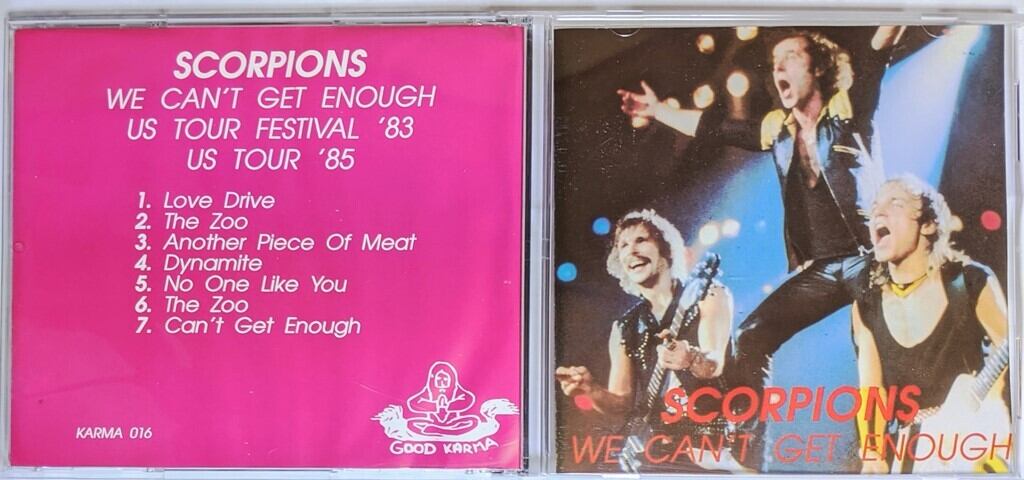 SCORPIONS
WE CAN'T GET ENOUGH
US TOUR FESTIVAL '83
US TOUR '85
1. Love Drive
2. The Zoo
3. Another Piece Of Meat
4. Dynamite
5. No One Like You
6. The Zoo
7. Can't Get Enough
KARMA 016
GOOD KARMA
SCORPIONS
WE CAN'T GET ENOUGH